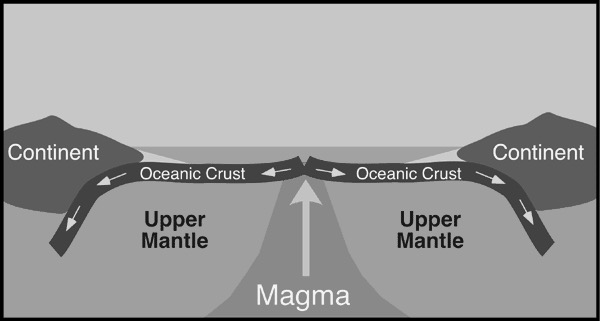 Continent
Continent
Oceanic Crust
Oceanic Crust
Upper
Mantle
Upper
Mantle
Magma